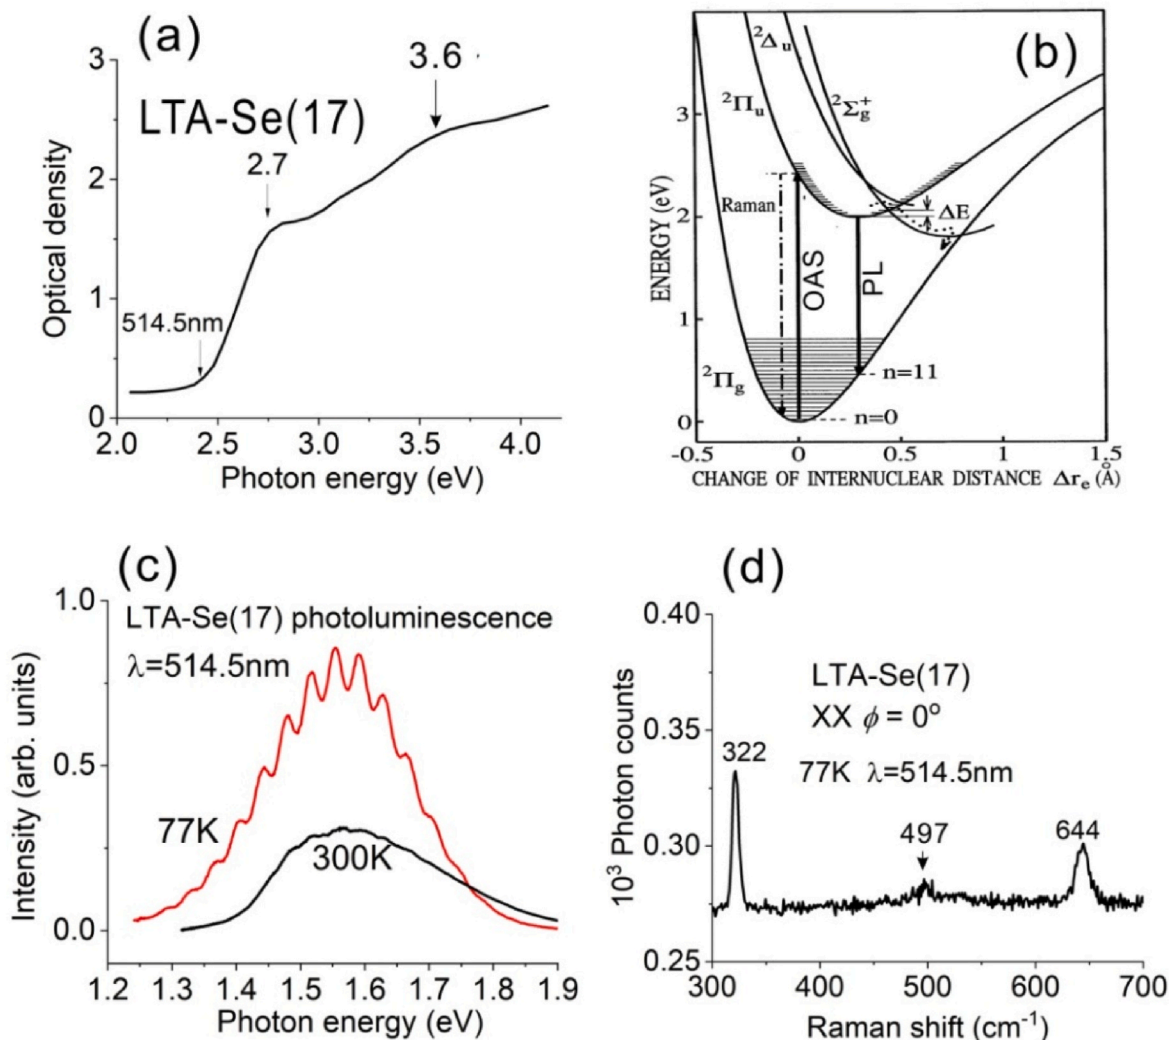 (a)
3
3.6
LTA-Se(17)
2.7
2
1
514.5nm
0
Optical density
2.0 2.5 3.0 3.5 4.0
Photon energy (eV)
(b)
²Δᵤ
²Πᵤ
²Σg⁺
3
Raman
ΔE
2
OAS
PL
1
²Πg
n=11
n=0
0
ENERGY (eV)
-0.5 0 0.5 1 1.5
CHANGE OF INTERNUCLEAR DISTANCE Δrₑ (Å)
(c)
1.0
LTA-Se(17) photoluminescence
λ=514.5nm
0.5
77K
300K
0.0
Intensity (arb. units)
1.2 1.3 1.4 1.5 1.6 1.7 1.8 1.9
Photon energy (eV)
(d)
0.40
LTA-Se(17)
XX ϕ = 0º
0.35
322
77K λ=514.5nm
497
644
0.30
0.25
10³ Photon counts
300 400 500 600 700
Raman shift (cm⁻¹)